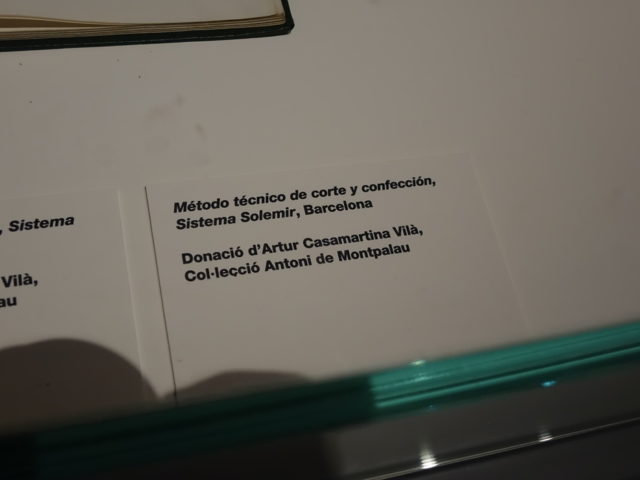 , Sistema
Vilà,
au
Método técnico de corte y confección,
Sistema Solemir, Barcelona
Donació d'Artur Casamartina Vilà,
Col·lecció Antoni de Montpalau